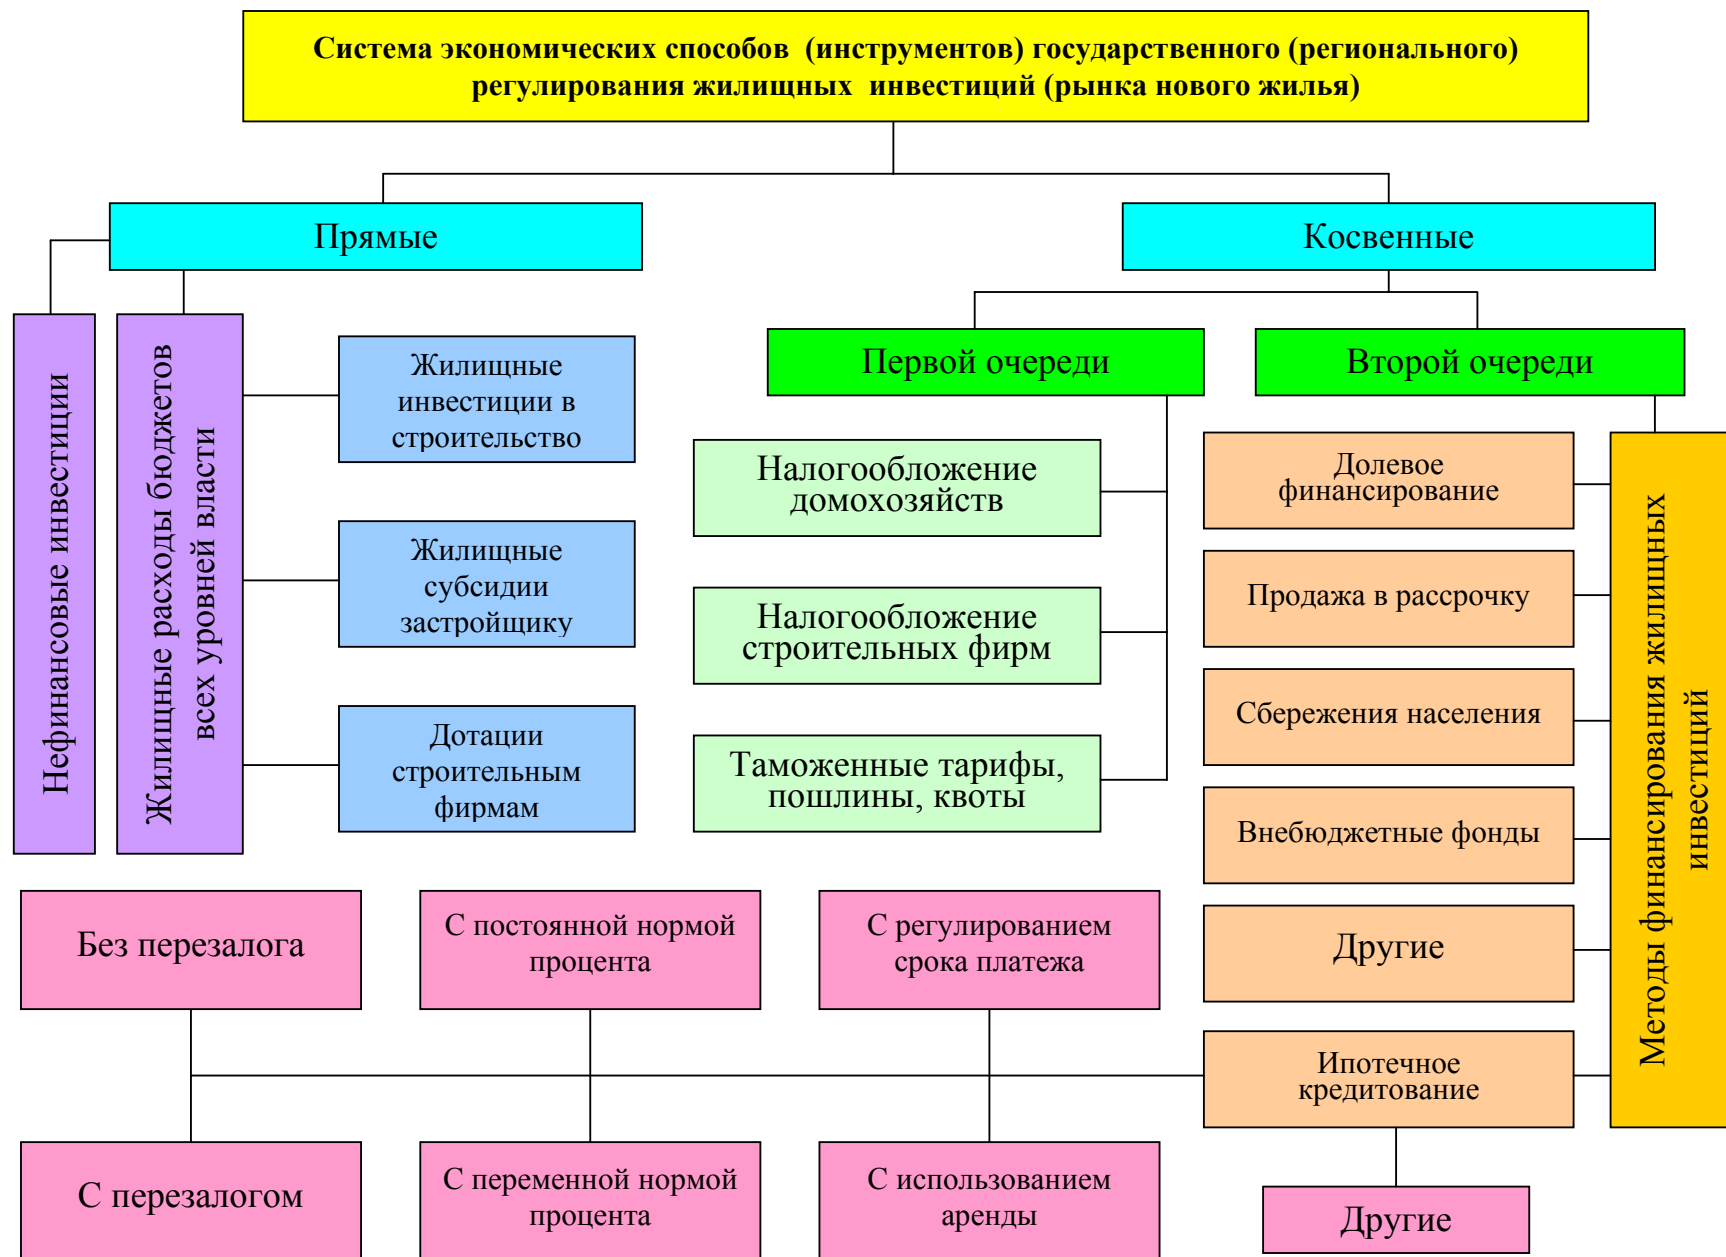 Система экономических способов (инструментов) государственного (регионального)
регулирования жилищных инвестиций (рынка нового жилья)
Прямые
Косвенные
Нефинансовые инвестиции
Жилищные расходы бюджетов
всех уровней власти
Жилищные
инвестиции в
строительство
Жилищные
субсидии
застройщику
Дотации
строительным
фирмам
Первой очереди
Второй очереди
Налогообложение
домохозяйств
Налогообложение
строительных фирм
Таможенные тарифы,
пошлины, квоты
Долевое
финансирование
Продажа в рассрочку
Сбережения населения
Внебюджетные фонды
Другие
Ипотечное
кредитование
Методы финансирования жилищных
инвестиций
Без перезалога
С постоянной нормой
процента
С регулированием
срока платежа
С перезалогом
С переменной нормой
процента
С использованием
аренды
Другие